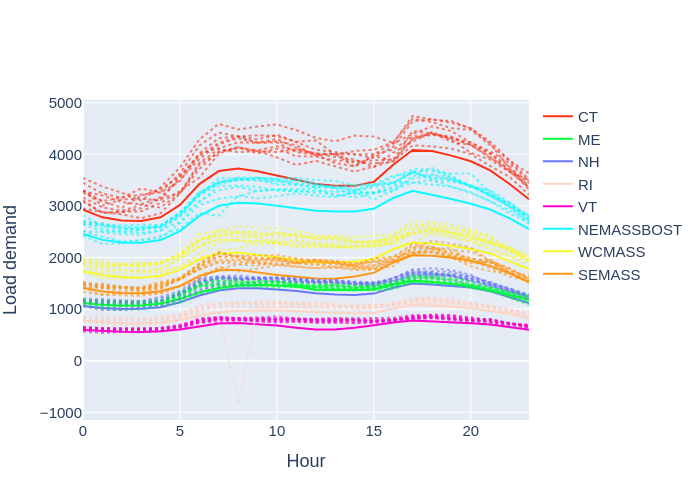 5000
4000
3000
2000
1000
0
−1000
0 5 10 15 20
Hour
Load demand
CT
ME
NH
RI
VT
NEMASSBOST
WCMASS
SEMASS